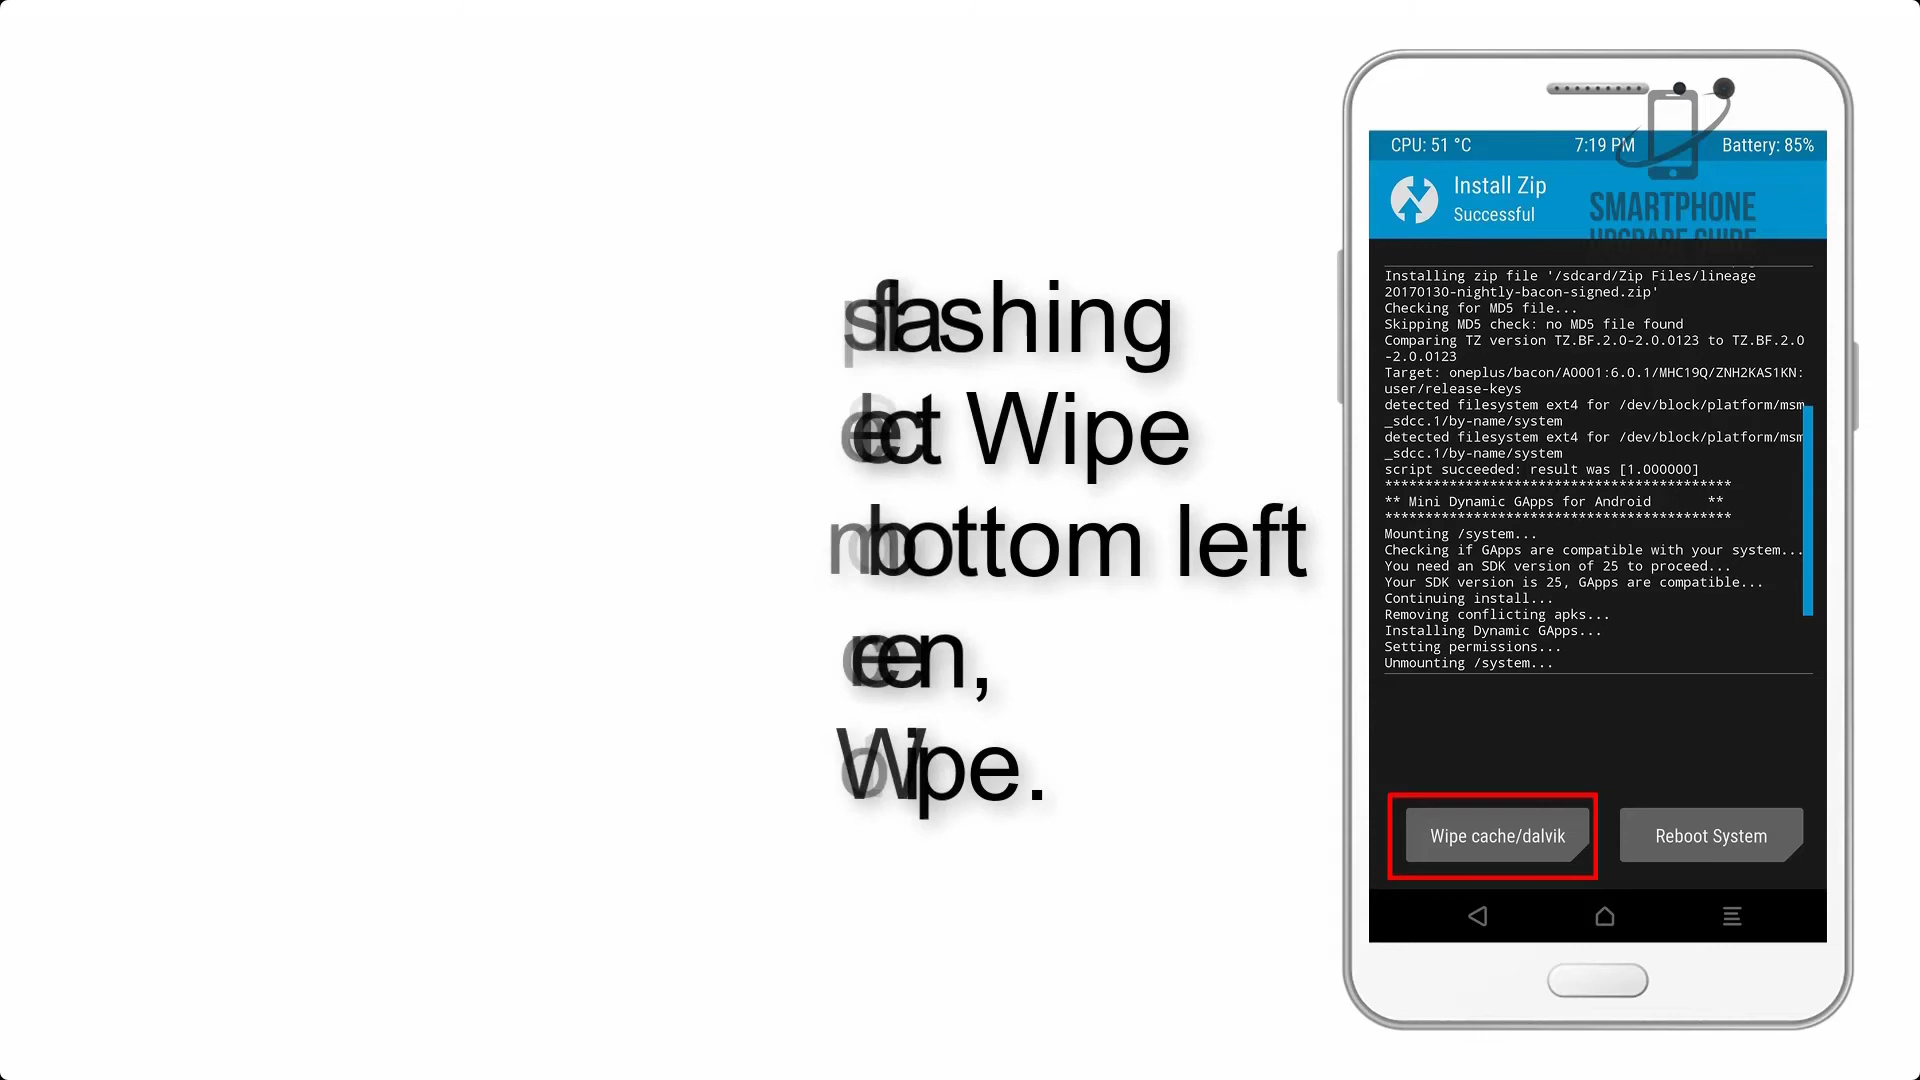 flashing
Wipe
bottom left
Wipe.
CPU: 51 °C 7:19 PM Battery: 85%
Install Zip
Successful
SMARTPHONE
UPGRADE GUIDE
Installing zip file '/sdcard/Zip Files/lineage
20170130-nightly-bacon-signed.zip'
Checking for MD5 file...
Skipping MD5 check: no MD5 file found
Comparing TZ version TZ.BF.2.0-2.0.0123 to TZ.BF.2.0
-2.0.0123
Target: oneplus/bacon/A0001:6.0.1/MHC19Q/ZNH2KAS1KN:
user/release-keys
detected filesystem ext4 for /dev/block/platform/msm
_sdcc.1/by-name/system
detected filesystem ext4 for /dev/block/platform/msm
_sdcc.1/by-name/system
script succeeded: result was [1.000000]
*******************************************
** Mini Dynamic GApps for Android **
*******************************************
Mounting /system...
Checking if GApps are compatible with your system...
You need an SDK version of 25 to proceed...
Your SDK version is 25, GApps are compatible...
Continuing install...
Removing conflicting apks...
Installing Dynamic GApps...
Setting permissions...
Unmounting /system...
Wipe cache/dalvik Reboot System